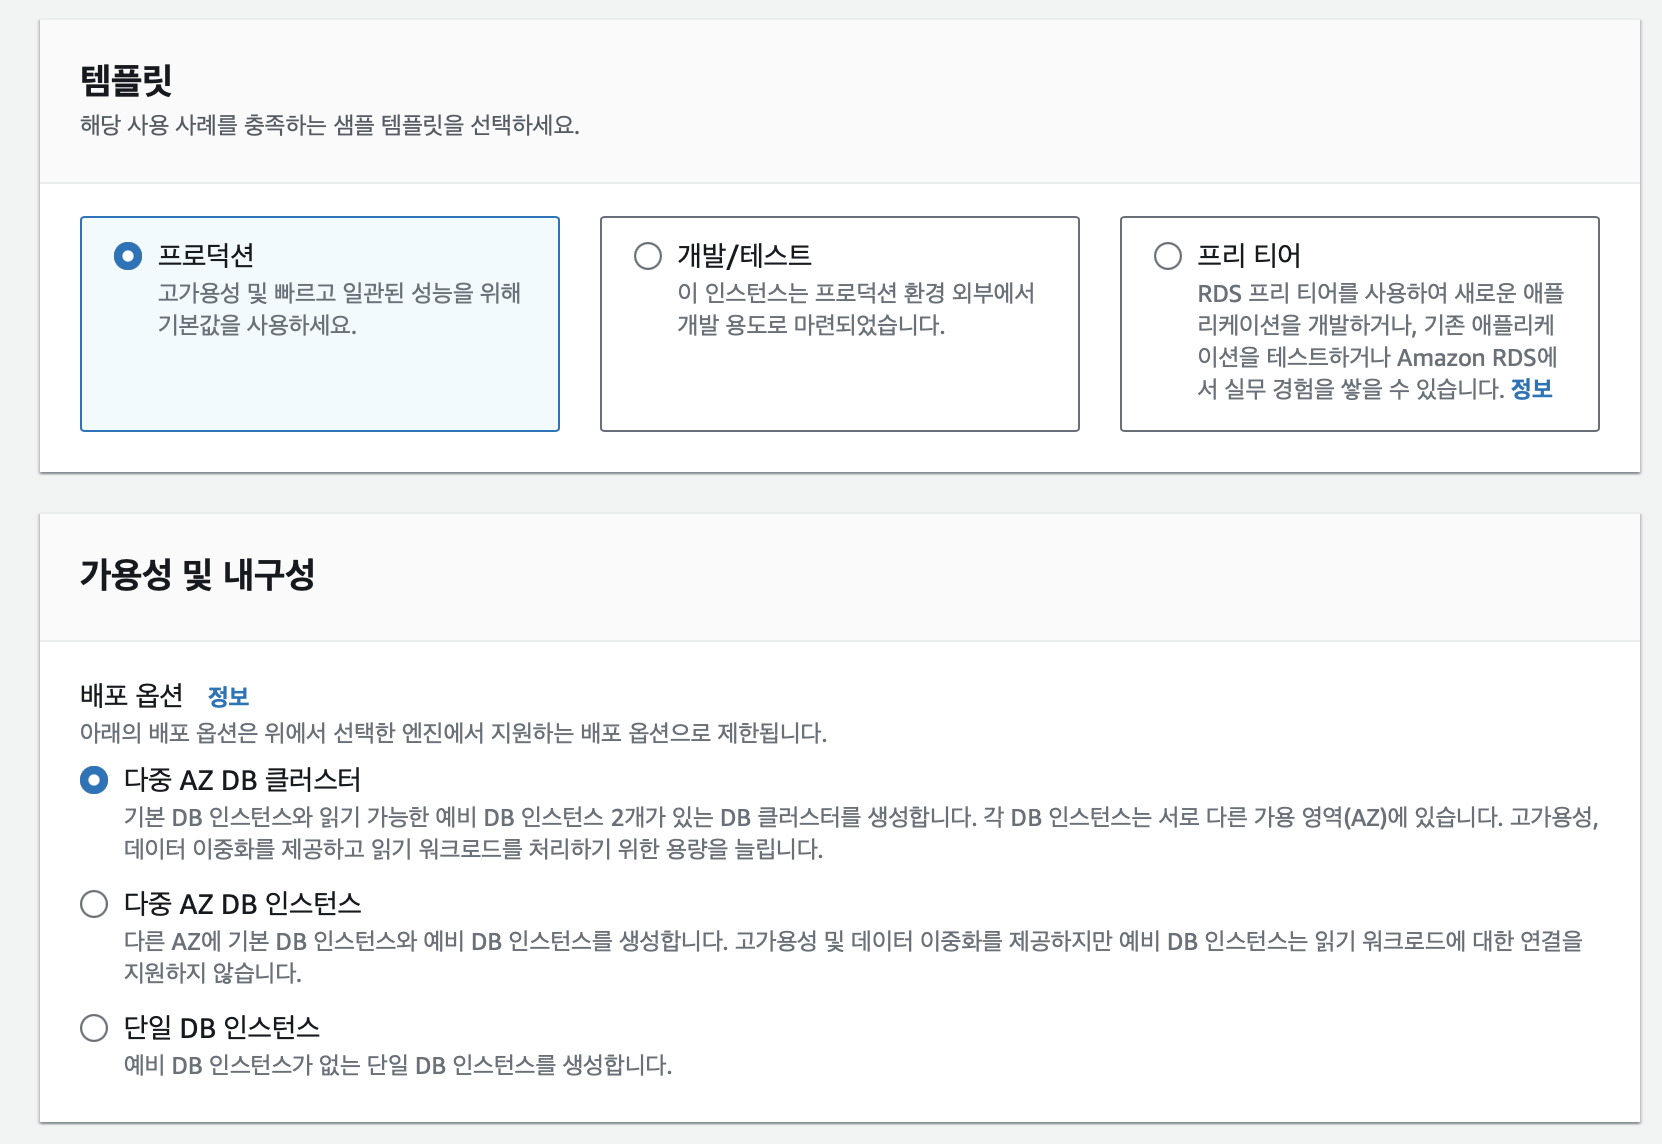 템플릿
해당 사용 사례를 충족하는 샘플 템플릿을 선택하세요.
프로덕션
고가용성 및 빠르고 일관된 성능을 위해
기본값을 사용하세요.
개발/테스트
이 인스턴스는 프로덕션 환경 외부에서
개발 용도로 마련되었습니다.
프리 티어
RDS 프리 티어를 사용하여 새로운 애플
리케이션을 개발하거나, 기존 애플리케
이션을 테스트하거나 Amazon RDS에
서 실무 경험을 쌓을 수 있습니다. 정보
가용성 및 내구성
배포 옵션 정보
아래의 배포 옵션은 위에서 선택한 엔진에서 지원하는 배포 옵션으로 제한됩니다.
다중 AZ DB 클러스터
기본 DB 인스턴스와 읽기 가능한 예비 DB 인스턴스 2개가 있는 DB 클러스터를 생성합니다. 각 DB 인스턴스는 서로 다른 가용 영역(AZ)에 있습니다. 고가용성,
데이터 이중화를 제공하고 읽기 워크로드를 처리하기 위한 용량을 늘립니다.
다중 AZ DB 인스턴스
다른 AZ에 기본 DB 인스턴스와 예비 DB 인스턴스를 생성합니다. 고가용성 및 데이터 이중화를 제공하지만 예비 DB 인스턴스는 읽기 워크로드에 대한 연결을
지원하지 않습니다.
단일 DB 인스턴스
예비 DB 인스턴스가 없는 단일 DB 인스턴스를 생성합니다.